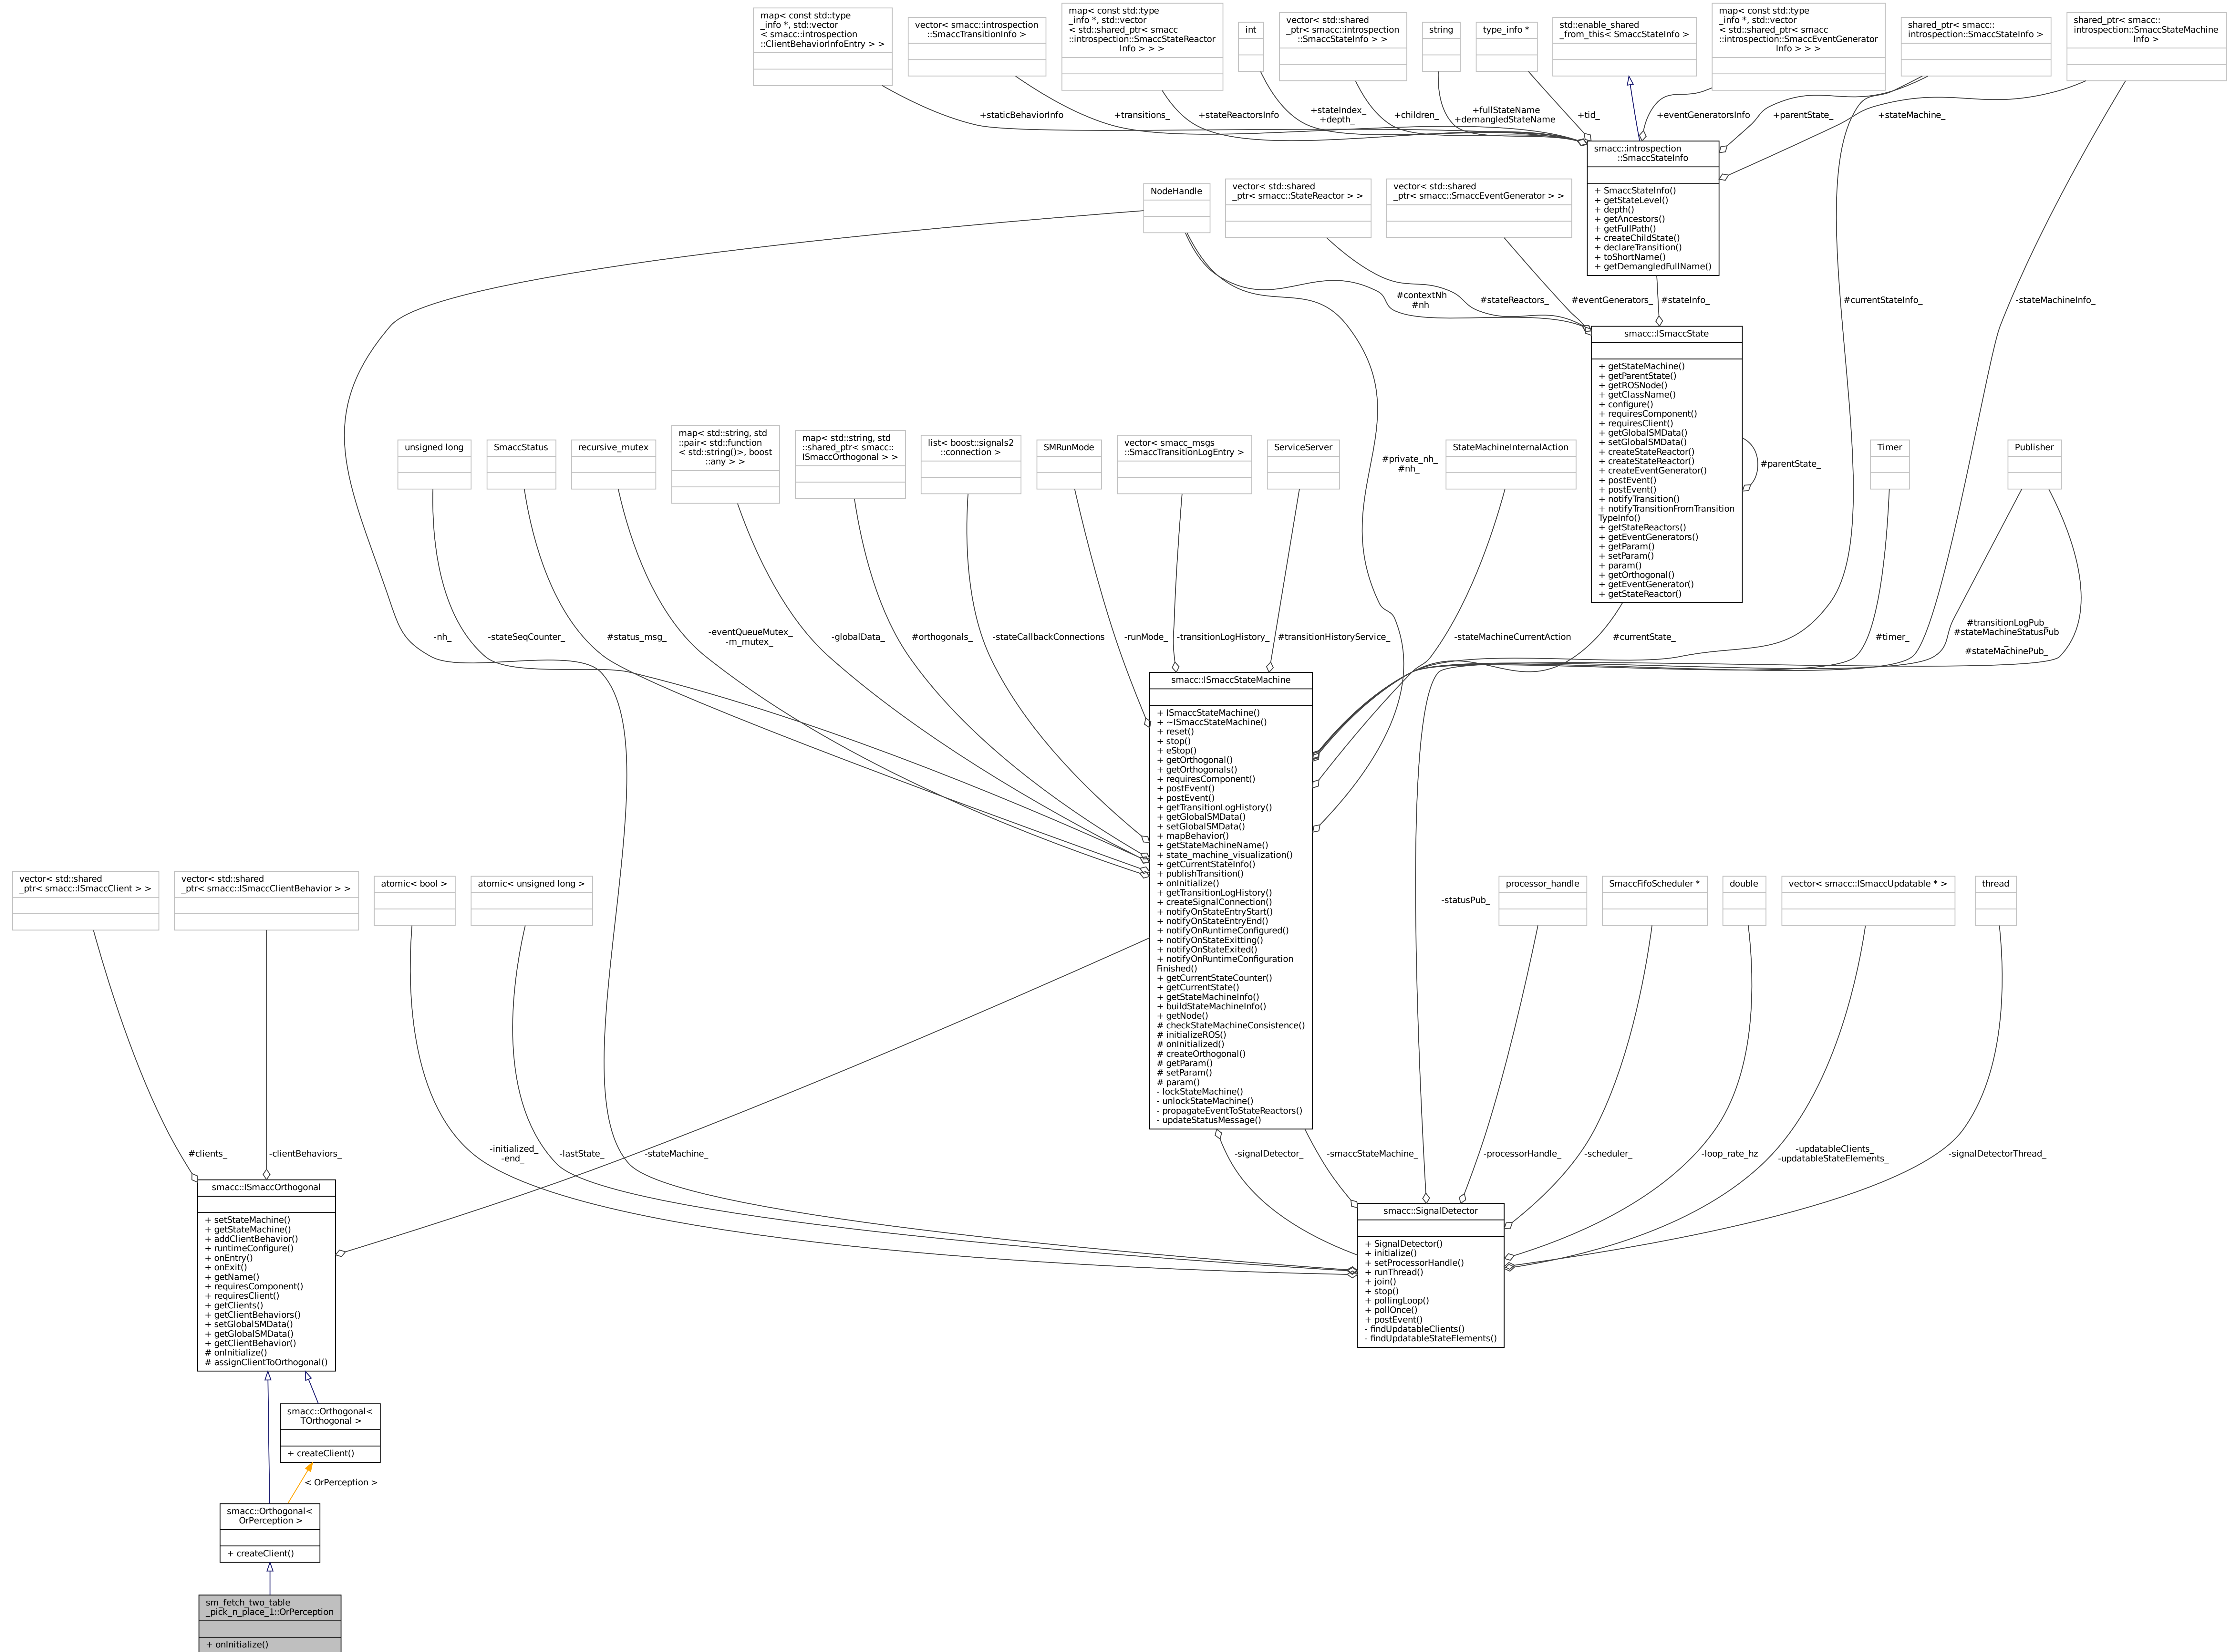 map< const std::type
_info *, std::vector
< smacc::introspection
::ClientBehaviorInfoEntry > >
vector< smacc::introspection
::SmaccTransitionInfo >
map< const std::type
_info *, std::vector
< std::shared_ptr< smacc
::introspection::SmaccStateReactor
Info > > >
int
vector< std::shared
_ptr< smacc::introspection
::SmaccStateInfo > >
string
type_info *
std::enable_shared
_from_this< SmaccStateInfo >
map< const std::type
_info *, std::vector
< std::shared_ptr< smacc
::introspection::SmaccEventGenerator
Info > > >
shared_ptr< smacc::
introspection::SmaccStateInfo >
shared_ptr< smacc::
introspection::SmaccStateMachine
Info >
+staticBehaviorInfo
+transitions_
+stateReactorsInfo
+stateIndex_
+depth_
+children_
+fullStateName
+demangledStateName
+tid_
+eventGeneratorsInfo
+parentState_
+stateMachine_
smacc::introspection
::SmaccStateInfo
+ SmaccStateInfo()
+ getStateLevel()
+ depth()
+ getAncestors()
+ getFullPath()
+ createChildState()
+ declareTransition()
+ toShortName()
+ getDemangledFullName()
NodeHandle
vector< std::shared
_ptr< smacc::StateReactor > >
vector< std::shared
_ptr< smacc::SmaccEventGenerator > >
#contextNh
#nh
#stateReactors_
#eventGenerators_
#stateInfo_
#currentStateInfo_
-stateMachineInfo_
smacc::ISmaccState
+ getStateMachine()
+ getParentState()
+ getROSNode()
+ getClassName()
+ configure()
+ requiresComponent()
+ requiresClient()
+ getGlobalSMData()
+ setGlobalSMData()
+ createStateReactor()
+ createStateReactor()
+ createEventGenerator()
+ postEvent()
+ postEvent()
+ notifyTransition()
+ notifyTransitionFromTransition
TypeInfo()
+ getStateReactors()
+ getEventGenerators()
+ getParam()
+ setParam()
+ param()
+ getOrthogonal()
+ getEventGenerator()
+ getStateReactor()
#parentState_
unsigned long
SmaccStatus
recursive_mutex
map< std::string, std
::pair< std::function
< std::string()>, boost
::any > >
map< std::string, std
::shared_ptr< smacc::
ISmaccOrthogonal > >
list< boost::signals2
::connection >
SMRunMode
vector< smacc_msgs
::SmaccTransitionLogEntry >
ServiceServer
#private_nh_
#nh_
StateMachineInternalAction
Timer
Publisher
-nh_
-stateSeqCounter_
#status_msg_
-eventQueueMutex_
-m_mutex_
-globalData_
#orthogonals_
-stateCallbackConnections
-runMode_
-transitionLogHistory_
#transitionHistoryService_
-stateMachineCurrentAction
#currentState_
#timer_
#transitionLogPub_
#stateMachineStatusPub
_
#stateMachinePub_
smacc::ISmaccStateMachine
+ ISmaccStateMachine()
+ ~ISmaccStateMachine()
+ reset()
+ stop()
+ eStop()
+ getOrthogonal()
+ getOrthogonals()
+ requiresComponent()
+ postEvent()
+ postEvent()
+ getTransitionLogHistory()
+ getGlobalSMData()
+ setGlobalSMData()
+ mapBehavior()
+ getStateMachineName()
+ state_machine_visualization()
+ getCurrentStateInfo()
+ publishTransition()
+ onInitialize()
+ getTransitionLogHistory()
+ createSignalConnection()
+ notifyOnStateEntryStart()
+ notifyOnStateEntryEnd()
+ notifyOnRuntimeConfigured()
+ notifyOnStateExitting()
+ notifyOnStateExited()
+ notifyOnRuntimeConfiguration
Finished()
+ getCurrentStateCounter()
+ getCurrentState()
+ getStateMachineInfo()
+ buildStateMachineInfo()
+ getNode()
# checkStateMachineConsistence()
# initializeROS()
# onInitialized()
# createOrthogonal()
# getParam()
# setParam()
# param()
- lockStateMachine()
- unlockStateMachine()
- propagateEventToStateReactors()
- updateStatusMessage()
vector< std::shared
_ptr< smacc::ISmaccClient > >
vector< std::shared
_ptr< smacc::ISmaccClientBehavior > >
atomic< bool >
atomic< unsigned long >
-statusPub_
processor_handle
SmaccFifoScheduler *
double
vector< smacc::ISmaccUpdatable * >
thread
#clients_
-clientBehaviors_
-initialized_
-end_
-lastState_
-stateMachine_
-signalDetector_
-smaccStateMachine_
-processorHandle_
-scheduler_
-loop_rate_hz
-updatableClients_
-updatableStateElements_
-signalDetectorThread_
smacc::ISmaccOrthogonal
+ setStateMachine()
+ getStateMachine()
+ addClientBehavior()
+ runtimeConfigure()
+ onEntry()
+ onExit()
+ getName()
+ requiresComponent()
+ requiresClient()
+ getClients()
+ getClientBehaviors()
+ setGlobalSMData()
+ getGlobalSMData()
+ getClientBehavior()
# onInitialize()
# assignClientToOrthogonal()
smacc::SignalDetector
+ SignalDetector()
+ initialize()
+ setProcessorHandle()
+ runThread()
+ join()
+ stop()
+ pollingLoop()
+ pollOnce()
+ postEvent()
- findUpdatableClients()
- findUpdatableStateElements()
smacc::Orthogonal<
TOrthogonal >
+ createClient()
< OrPerception >
smacc::Orthogonal<
OrPerception >
+ createClient()
sm_fetch_two_table
_pick_n_place_1::OrPerception
+ onInitialize()